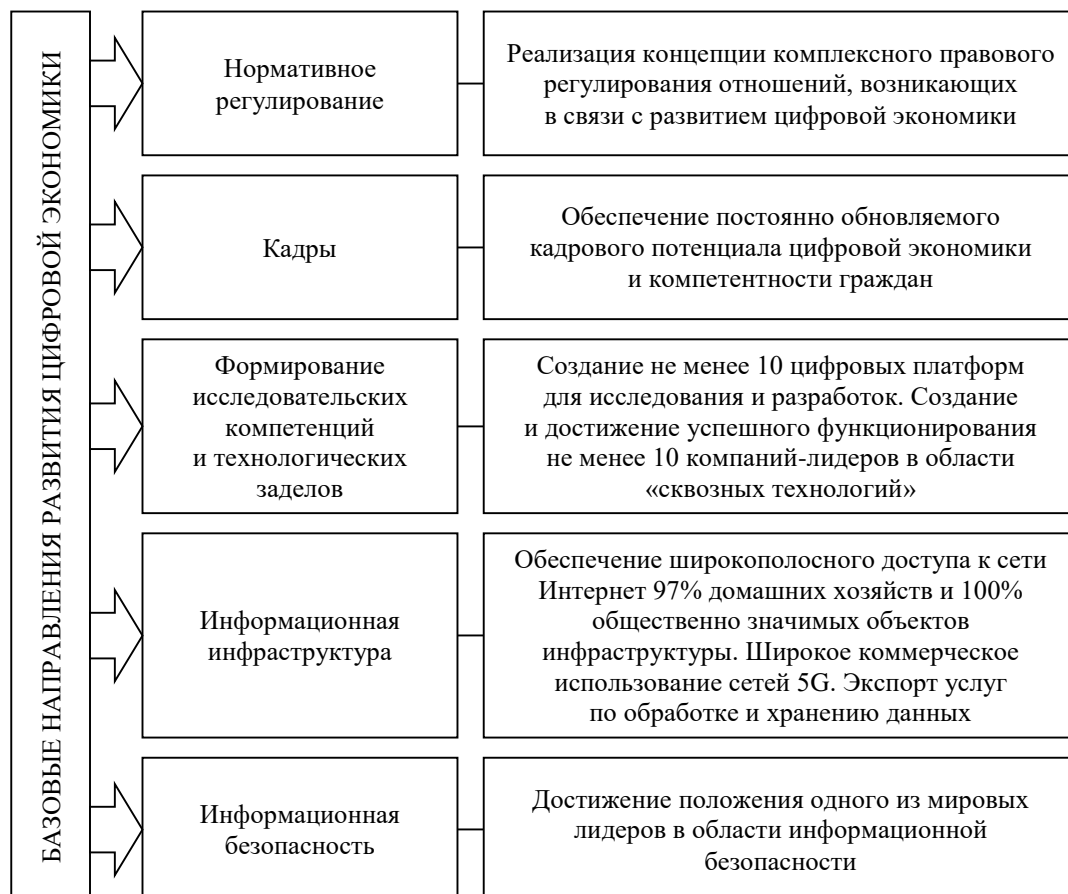 БАЗОВЫЕ НАПРАВЛЕНИЯ РАЗВИТИЯ ЦИФРОВОЙ ЭКОНОМИКИ
Нормативное
регулирование
Реализация концепции комплексного правового
регулирования отношений, возникающих
в связи с развитием цифровой экономики
Кадры
Обеспечение постоянно обновляемого
кадрового потенциала цифровой экономики
и компетентности граждан
Формирование
исследовательских
компетенций
и технологических
заделов
Создание не менее 10 цифровых платформ
для исследования и разработок. Создание
и достижение успешного функционирования
не менее 10 компаний-лидеров в области
«сквозных технологий»
Информационная
инфраструктура
Обеспечение широкополосного доступа к сети
Интернет 97% домашних хозяйств и 100%
общественно значимых объектов
инфраструктуры. Широкое коммерческое
использование сетей 5G. Экспорт услуг
по обработке и хранению данных
Информационная
безопасность
Достижение положения одного из мировых
лидеров в области информационной
безопасности